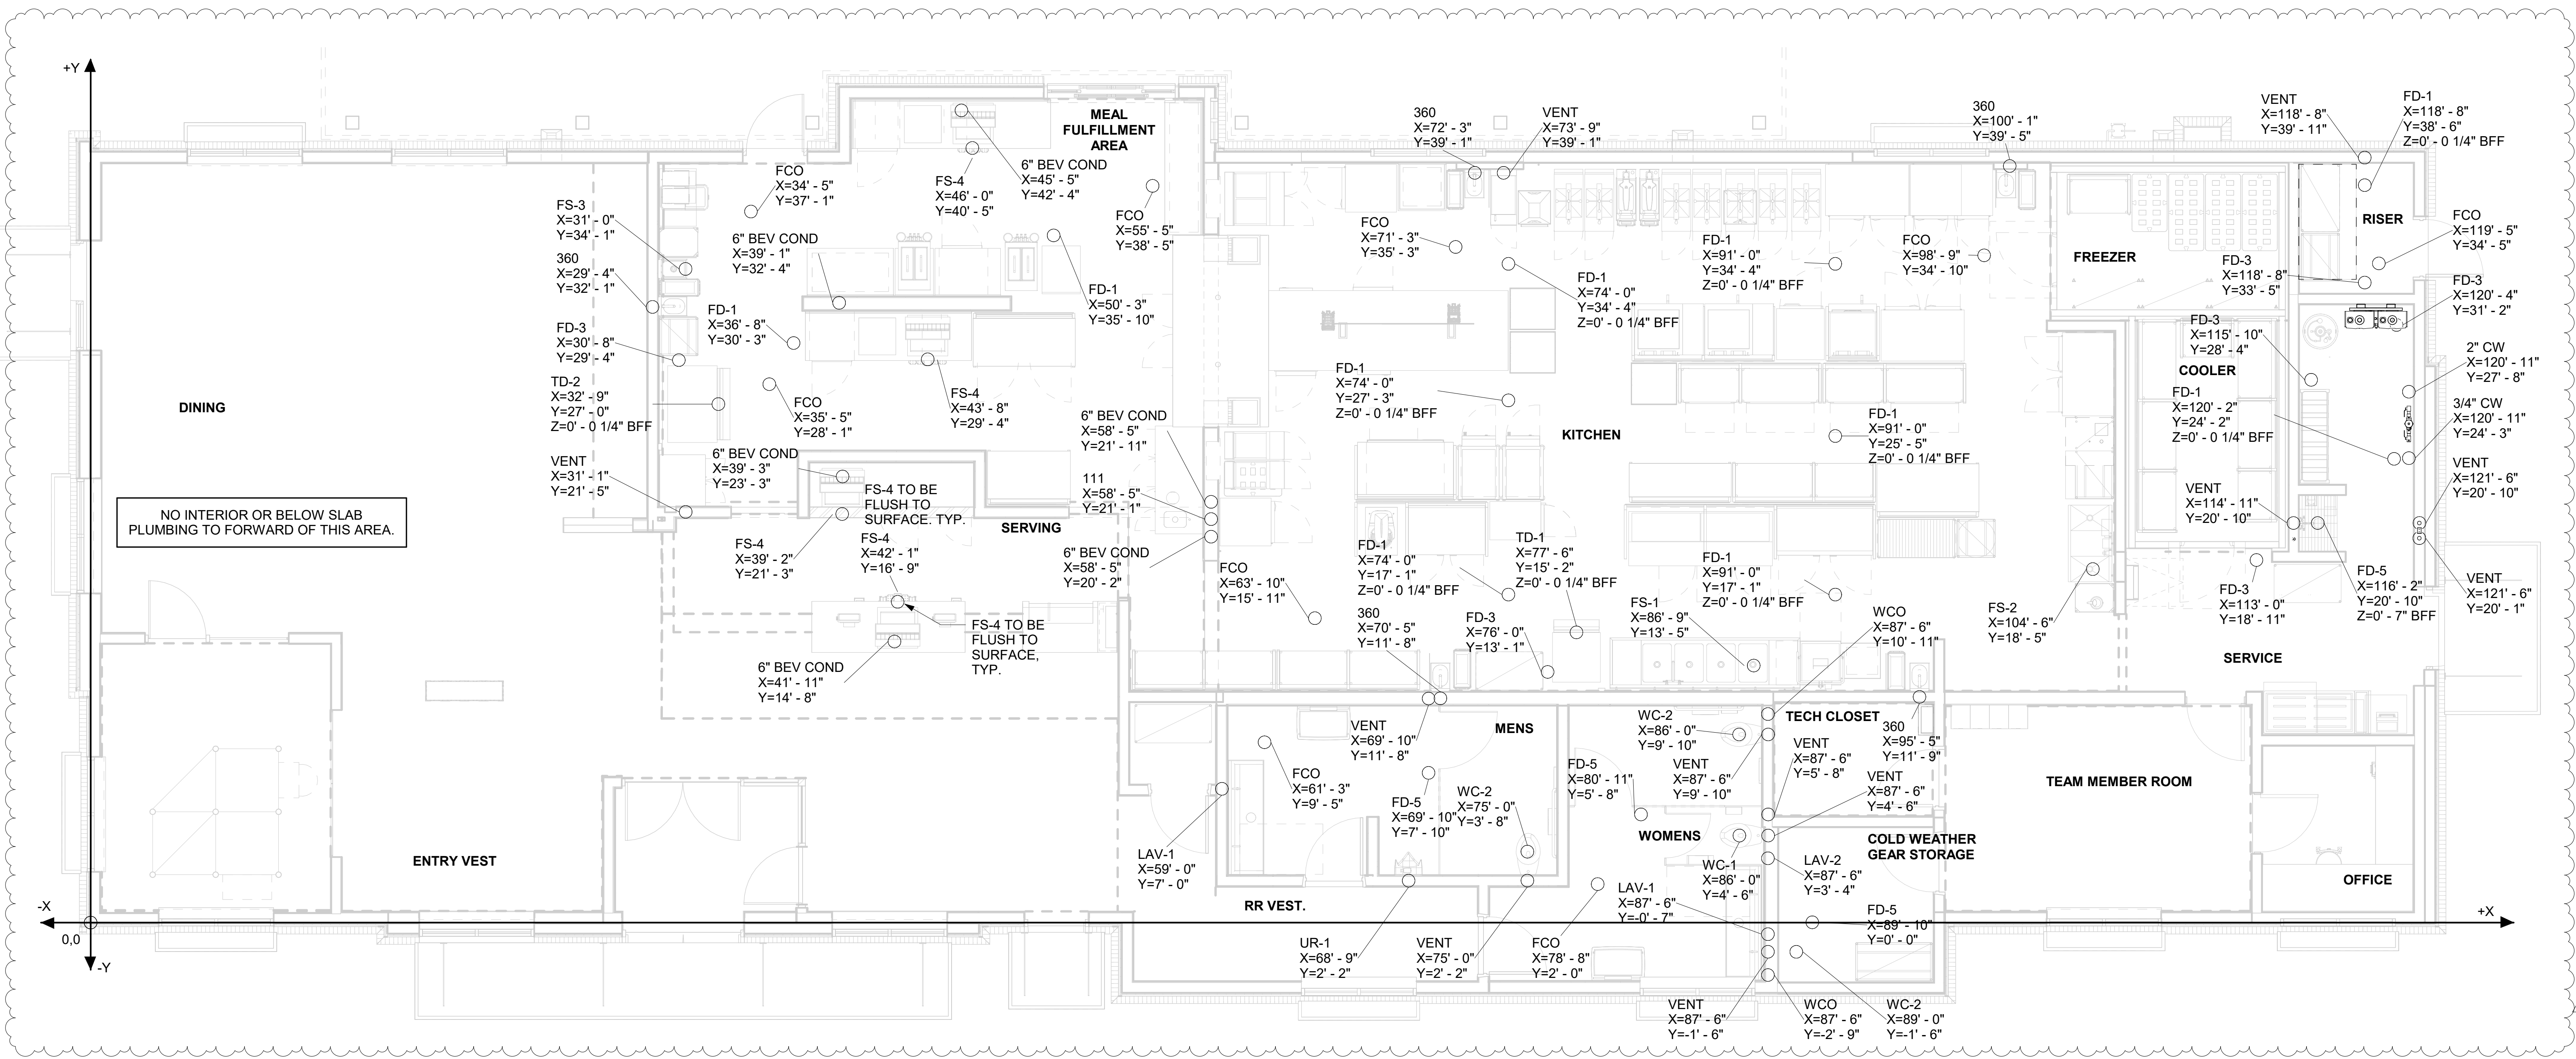 +Y
MEAL
FULFILLMENT
AREA
FCO
X=34' - 5"
Y=37' - 1"
FS-4
X=46' - 0"
Y=40' - 5"
6" BEV COND
X=45' - 5"
Y=42' - 4"
FCO
X=55' - 5"
Y=38' - 5"
FS-3
X=31' - 0"
Y=34' - 1"
6" BEV COND
X=39' - 1"
Y=32' - 4"
360
X=29' - 4"
Y=32' - 1"
FD-1
X=50' - 3"
Y=35' - 10"
FD-1
X=36' - 8"
Y=30' - 3"
FD-3
X=30' - 8"
Y=29' - 4"
TD-2
X=32' - 9"
Y=27' - 0"
Z=0' - 0 1/4" BFF
FCO
X=35' - 5"
Y=28' - 1"
FS-4
X=43' - 8"
Y=29' - 4"
DINING
6" BEV COND
X=58' - 5"
Y=21' - 11"
VENT
X=31' - 1"
Y=21' - 5"
6" BEV COND
X=39' - 3"
Y=23' - 3"
FS-4 TO BE
FLUSH TO
SURFACE. TYP.
111
X=58' - 5"
Y=21' - 1"
NO INTERIOR OR BELOW SLAB
PLUMBING TO FORWARD OF THIS AREA.
SERVING
FS-4
X=39' - 2"
Y=21' - 3"
FS-4
X=42' - 1"
Y=16' - 9"
6" BEV COND
X=58' - 5"
Y=20' - 2"
FS-4 TO BE
FLUSH TO
SURFACE,
TYP.
6" BEV COND
X=41' - 11"
Y=14' - 8"
ENTRY VEST
-X
0,0
-Y
360
X=72' - 3"
Y=39' - 1"
VENT
X=73' - 9"
Y=39' - 1"
360
X=100' - 1"
Y=39' - 5"
VENT
X=118' - 8"
Y=39' - 11"
FD-1
X=118' - 8"
Y=38' - 6"
Z=0' - 0 1/4" BFF
FCO
X=71' - 3"
Y=35' - 3"
FD-1
X=74' - 0"
Y=34' - 4"
Z=0' - 0 1/4" BFF
FD-1
X=91' - 0"
Y=34' - 4"
Z=0' - 0 1/4" BFF
FCO
X=98' - 9"
Y=34' - 10"
FREEZER
RISER
FCO
X=119' - 5"
Y=34' - 5"
FD-3
X=118' - 8"
Y=33' - 5"
FD-3
X=120' - 4"
Y=31' - 2"
FD-3
X=115' - 10"
Y=28' - 4"
COOLER
2" CW
X=120' - 11"
Y=27' - 8"
FD-1
X=120' - 2"
Y=24' - 2"
Z=0' - 0 1/4" BFF
3/4" CW
X=120' - 11"
Y=24' - 3"
FD-1
X=74' - 0"
Y=27' - 3"
Z=0' - 0 1/4" BFF
KITCHEN
FD-1
X=91' - 0"
Y=25' - 5"
Z=0' - 0 1/4" BFF
VENT
X=121' - 6"
Y=20' - 10"
VENT
X=114' - 11"
Y=20' - 10"
FCO
X=63' - 10"
Y=15' - 11"
FD-1
X=74' - 0"
Y=17' - 1"
Z=0' - 0 1/4" BFF
TD-1
X=77' - 6"
Y=15' - 2"
Z=0' - 0 1/4" BFF
FD-1
X=91' - 0"
Y=17' - 1"
Z=0' - 0 1/4" BFF
FS-2
X=104' - 6"
Y=18' - 5"
FD-3
X=113' - 0"
Y=18' - 11"
FD-5
X=116' - 2"
Y=20' - 10"
Z=0' - 7" BFF
VENT
X=121' - 6"
Y=20' - 1"
360
X=70' - 5"
Y=11' - 8"
FD-3
X=76' - 0"
Y=13' - 1"
FS-1
X=86' - 9"
Y=13' - 5"
WCO
X=87' - 6"
Y=10' - 11"
SERVICE
VENT
X=69' - 10"
Y=11' - 8"
MENS
WC-2
X=86' - 0"
Y=9' - 10"
TECH CLOSET
360
X=95' - 5"
Y=11' - 9"
VENT
X=87' - 6"
Y=5' - 8"
FCO
X=61' - 3"
Y=9' - 5"
FD-5
X=69' - 10"
Y=7' - 10"
WC-2
X=75' - 0"
Y=3' - 8"
FD-5
X=80' - 11"
Y=5' - 8"
VENT
X=87' - 6"
Y=9' - 10"
VENT
X=87' - 6"
Y=4' - 6"
TEAM MEMBER ROOM
WOMENS
COLD WEATHER
GEAR STORAGE
LAV-1
X=59' - 0"
Y=7' - 0"
WC-1
X=86' - 0"
Y=4' - 6"
LAV-2
X=87' - 6"
Y=3' - 4"
OFFICE
RR VEST.
LAV-1
X=87' - 6"
Y=-0' - 7"
FD-5
X=89' - 10"
Y=0' - 0"
+X
UR-1
X=68' - 9"
Y=2' - 2"
VENT
X=75' - 0"
Y=2' - 2"
FCO
X=78' - 8"
Y=2' - 0"
VENT
X=87' - 6"
Y=-1' - 6"
WCO
X=87' - 6"
Y=-2' - 9"
WC-2
X=89' - 0"
Y=-1' - 6"